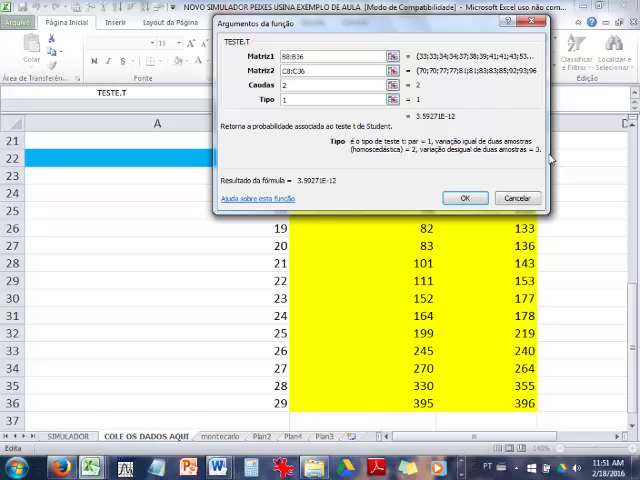 NOVO SIMULADOR PEIXES USINA EXEMPLO DE AULA [Modo de Compatibilidade] - Microsoft Excel uso não com...
Arquivo Página Inicial Inserir Layout da Página
Colar
Área de Transferên...
N I S
11
Classificar e Filtrar
Localizar
Argumentos da função
TESTE.T
Matriz1 B8:B36 = {33;33;34;34;37;38;39;41;41;43;53...
Matriz2 C8:C36 = {70;70;77;77;81;81;83;83;85;92;93;96
Caudas 2 = 2
Tipo 1 = 1
= 3.59271E-12
Retorna a probabilidade associada ao teste t de Student.
Tipo é o tipo de teste t: par = 1, variação igual de duas amostras
(homoscedástica) = 2, variação desigual de duas amostras = 3.
Resultado da fórmula = 3.59271E-12
Ajuda sobre esta função
OK Cancelar
TESTE.T
A
21
22
23
24
25
26 19 82 133
27 20 83 136
28 21 101 143
29 22 111 153
30 23 152 177
31 24 164 178
32 25 199 219
33 26 245 240
34 27 270 264
35 28 330 355
36 29 395 396
37
SIMULADOR COLE OS DADOS AQUI montecarlo Plan2 Plan4 Plan3
Edita 140%
PT
11:51 AM
2/18/2016